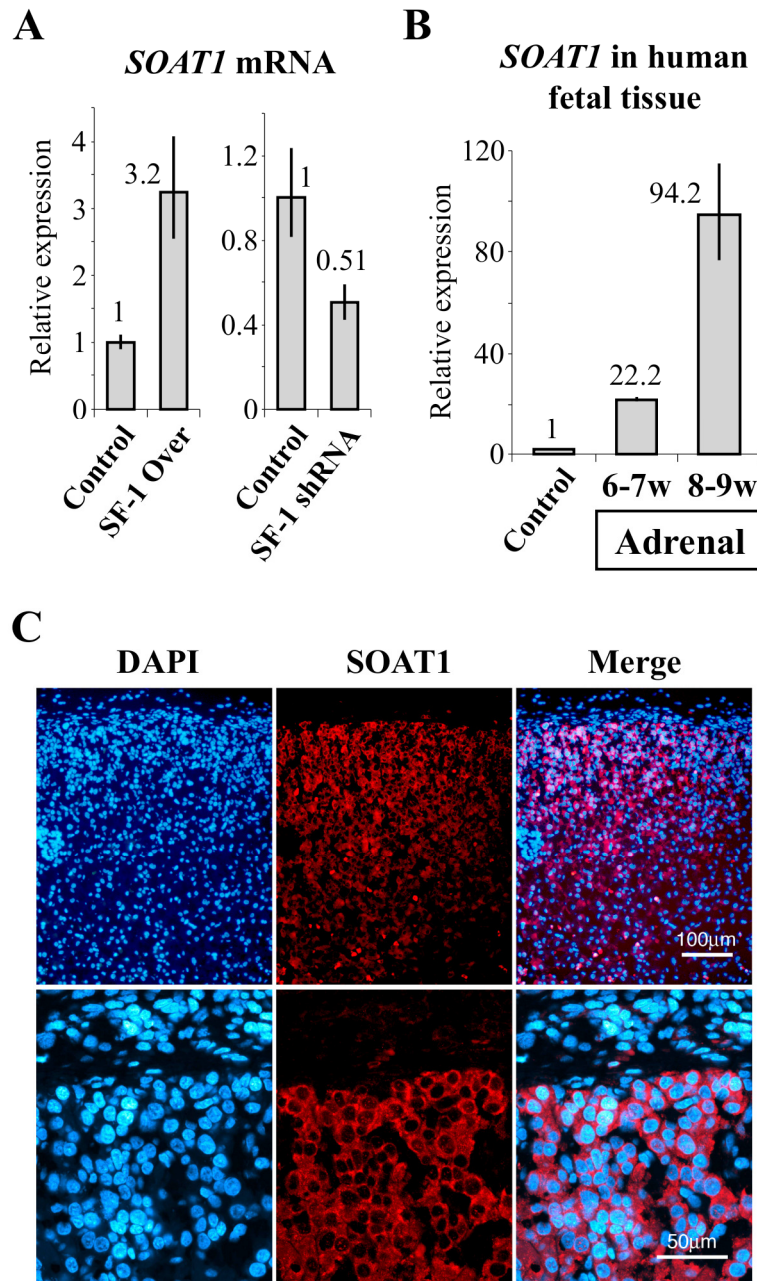 A
SOAT1 mRNA
Relative expression
4
3
2
1
0
1
3.2
Control
SF-1 Over
1.2
0.8
0.4
0
1
0.51
Control
SF-1 shRNA
B
SOAT1 in human
fetal tissue
Relative expression
120
80
40
0
1
22.2
94.2
Control
6-7w 8-9w
Adrenal
C
DAPI
SOAT1
Merge
100μm
50μm